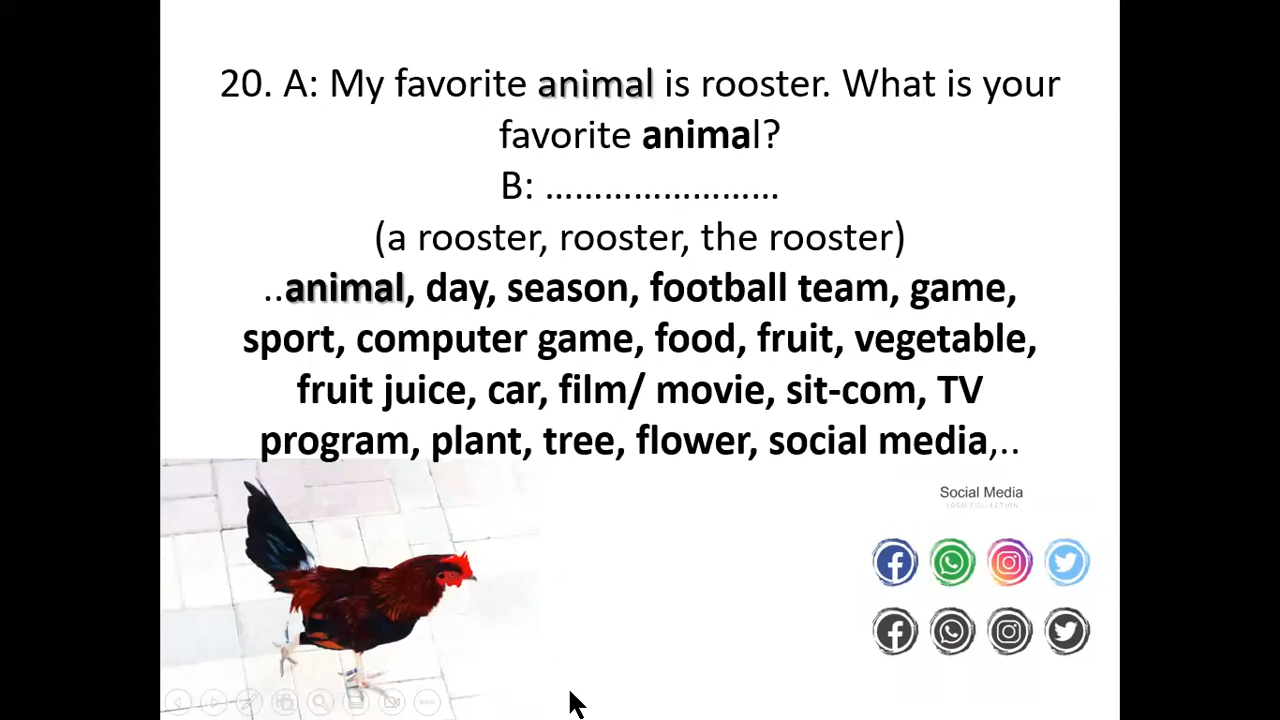 20. A: My favorite animal is rooster. What is your
favorite animal?
B: ........................
(a rooster, rooster, the rooster)
..animal, day, season, football team, game,
sport, computer game, food, fruit, vegetable,
fruit juice, car, film/ movie, sit-com, TV
program, plant, tree, flower, social media,..
Social Media
LOGO COLLECTION